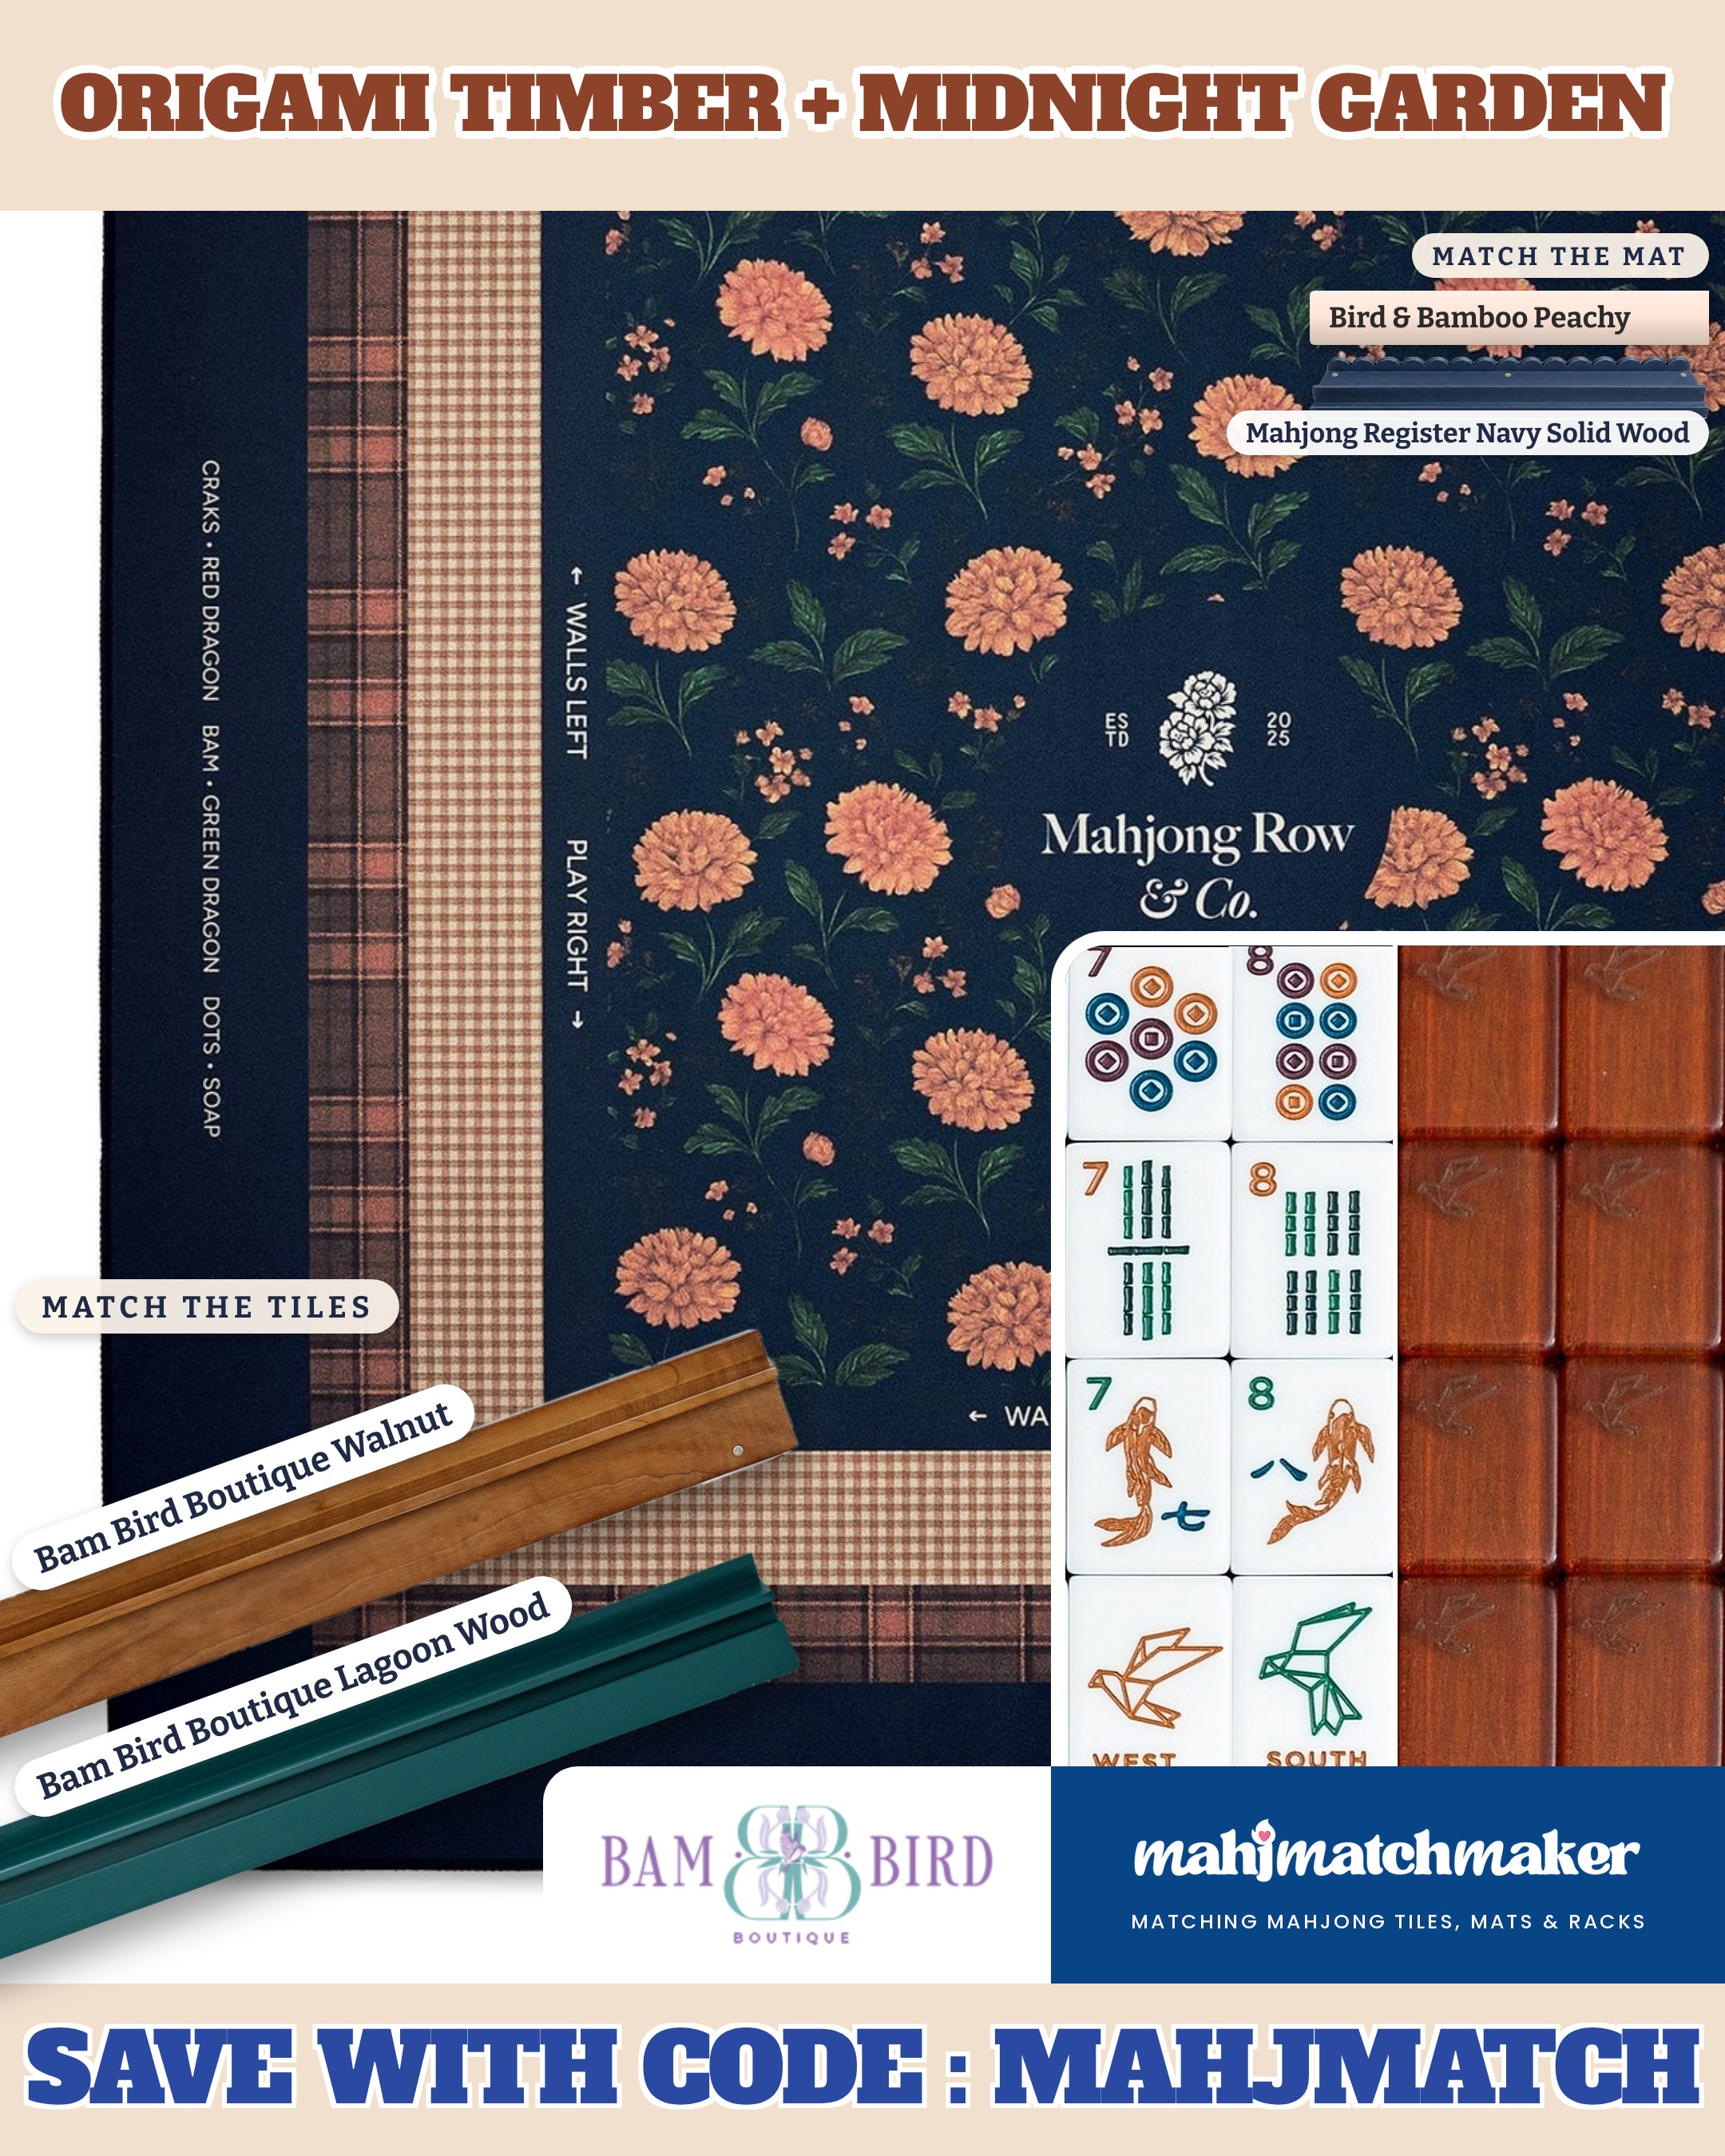 ORIGAMI TIMBER + MIDNIGHT GARDEN
MATCH THE MAT
Bird & Bamboo Peachy
Mahjong Register Navy Solid Wood
CRAKS • RED DRAGON BAM • GREEN DRAGON DOTS • SOAP
← WALLS LEFT PLAY RIGHT →
ES 20
TD 25
Mahjong Row
& Co.
7 8
7 8
7 8
七 八
WEST SOUTH
← WA
MATCH THE TILES
Bam Bird Boutique Walnut
Bam Bird Boutique Lagoon Wood
BAM BIRD
BOUTIQUE
mahjmatchmaker
MATCHING MAHJONG TILES, MATS & RACKS
SAVE WITH CODE : MAHJMATCH